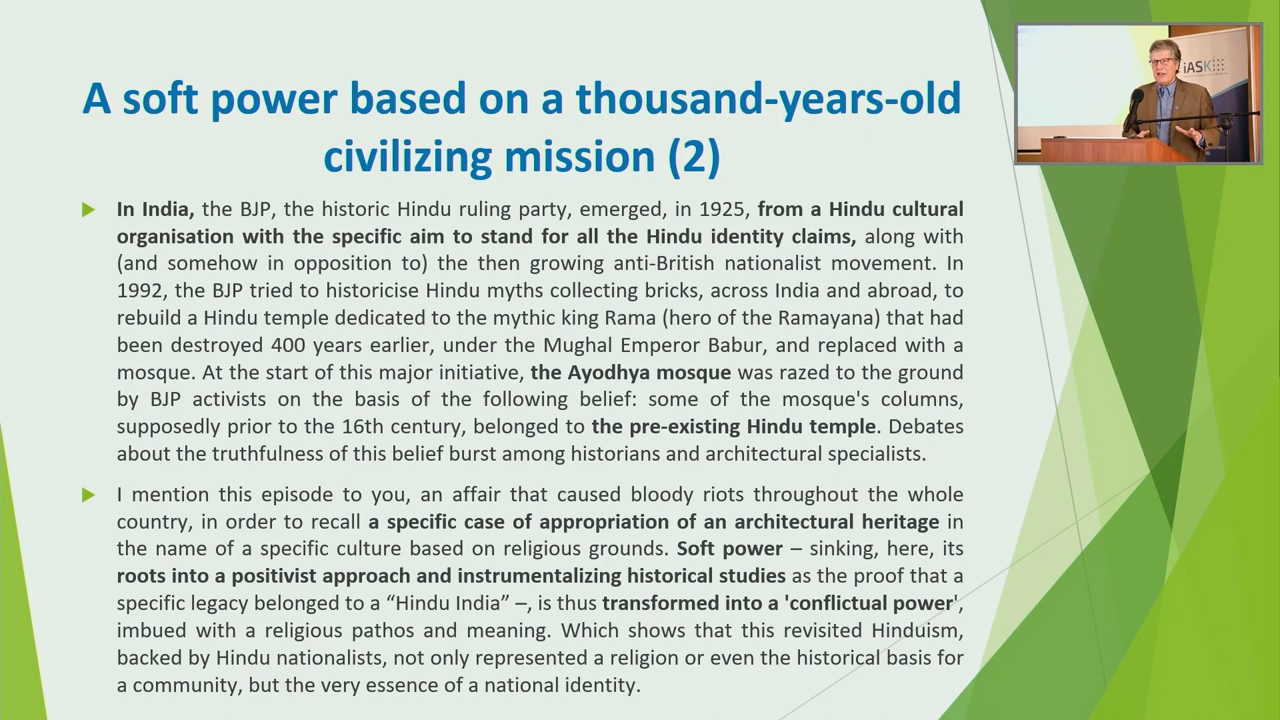 A soft power based on a thousand-years-old
civilizing mission (2)
In India, the BJP, the historic Hindu ruling party, emerged, in 1925, from a Hindu cultural
organisation with the specific aim to stand for all the Hindu identity claims, along with
(and somehow in opposition to) the then growing anti-British nationalist movement. In
1992, the BJP tried to historicise Hindu myths collecting bricks, across India and abroad, to
rebuild a Hindu temple dedicated to the mythic king Rama (hero of the Ramayana) that had
been destroyed 400 years earlier, under the Mughal Emperor Babur, and replaced with a
mosque. At the start of this major initiative, the Ayodhya mosque was razed to the ground
by BJP activists on the basis of the following belief: some of the mosque's columns,
supposedly prior to the 16th century, belonged to the pre-existing Hindu temple. Debates
about the truthfulness of this belief burst among historians and architectural specialists.
I mention this episode to you, an affair that caused bloody riots throughout the whole
country, in order to recall a specific case of appropriation of an architectural heritage in
the name of a specific culture based on religious grounds. Soft power – sinking, here, its
roots into a positivist approach and instrumentalizing historical studies as the proof that a
specific legacy belonged to a “Hindu India” –, is thus transformed into a 'conflictual power',
imbued with a religious pathos and meaning. Which shows that this revisited Hinduism,
backed by Hindu nationalists, not only represented a religion or even the historical basis for
a community, but the very essence of a national identity.
iASK